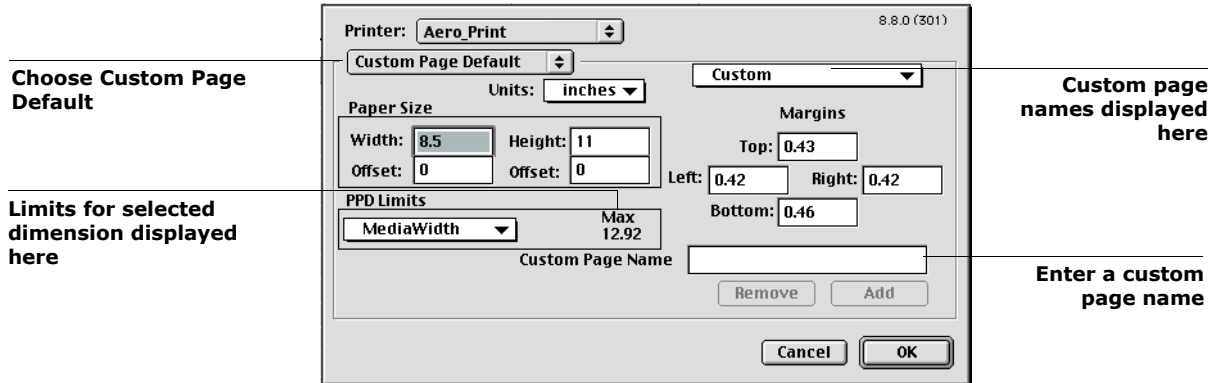 8.8.0 (301)
Printer: Aero_Print
Custom Page Default
Custom
Units: inches
Paper Size
Width: 8.5 Height: 11
Offset: 0 Offset: 0
PPD Limits
MediaWidth Max
12.92
Margins
Top: 0.43
Left: 0.42 Right: 0.42
Bottom: 0.46
Custom Page Name
Remove Add
Cancel OK
Choose Custom Page
Default
Limits for selected
dimension displayed
here
Custom page
names displayed
here
Enter a custom
page name